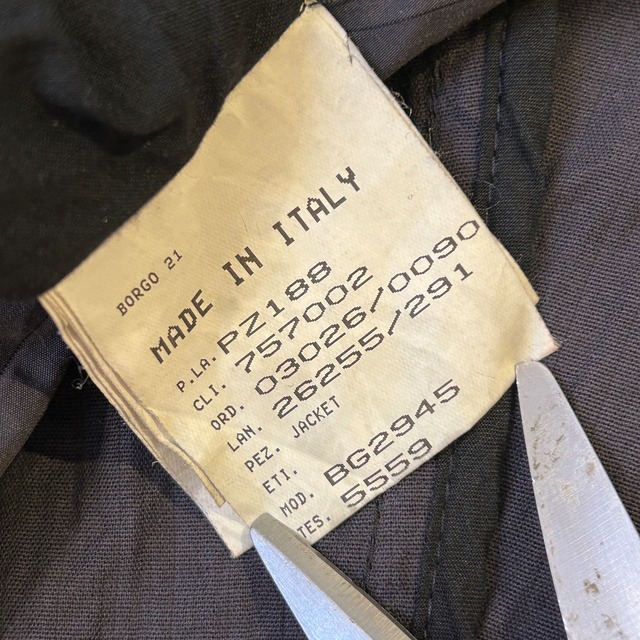 BORGO 21
MADE IN ITALY
P.LA. PZ188
CLI. 757002
ORD. 03026/0090
LAN. 26255/291
PEZ. JACKET
ETI.
MOD. BG2945
TES. 5559